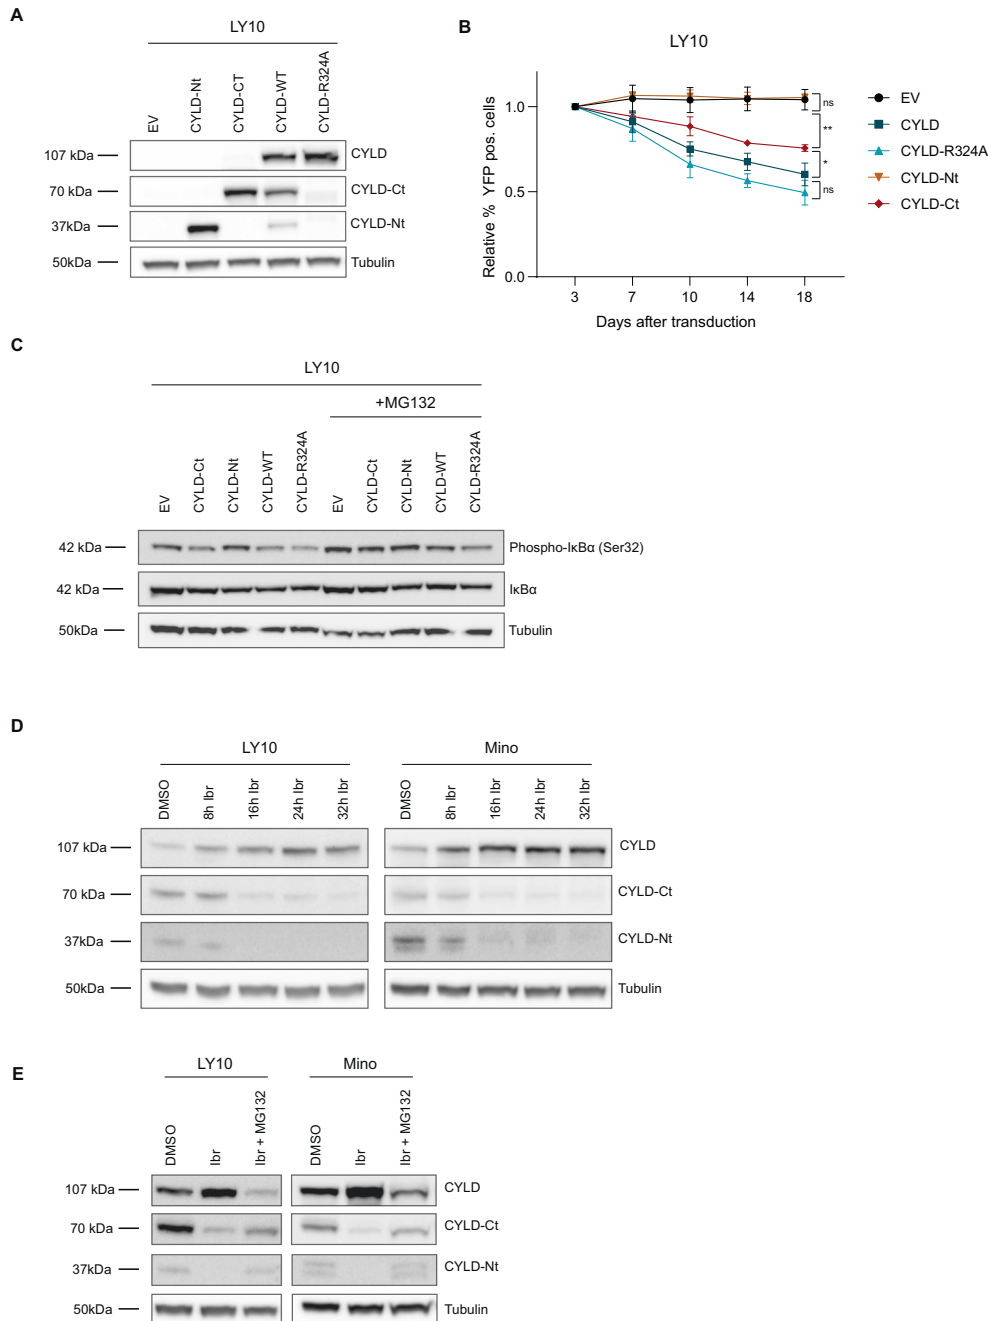 A
LY10
EV
CYLD-Nt
CYLD-CT
CYLD-WT
CYLD-R324A
107 kDa
CYLD
70 kDa
CYLD-Ct
37kDa
CYLD-Nt
50kDa
Tubulin
B
LY10
Relative % YFP pos. cells
1.0
0.5
0.0
3 7 10 14 18
Days after transduction
ns
**
*
ns
EV
CYLD
CYLD-R324A
CYLD-Nt
CYLD-Ct
C
LY10
+MG132
EV
CYLD-Ct
CYLD-Nt
CYLD-WT
CYLD-R324A
EV
CYLD-Ct
CYLD-Nt
CYLD-WT
CYLD-R324A
42 kDa
Phospho-IκBα (Ser32)
42 kDa
IκBα
50kDa
Tubulin
D
LY10
Mino
DMSO
8h Ibr
16h Ibr
24h Ibr
32h Ibr
DMSO
8h Ibr
16h Ibr
24h Ibr
32h Ibr
107 kDa
CYLD
70 kDa
CYLD-Ct
37kDa
CYLD-Nt
50kDa
Tubulin
E
LY10
Mino
DMSO
Ibr
Ibr + MG132
DMSO
Ibr
Ibr + MG132
107 kDa
CYLD
70 kDa
CYLD-Ct
37kDa
CYLD-Nt
50kDa
Tubulin